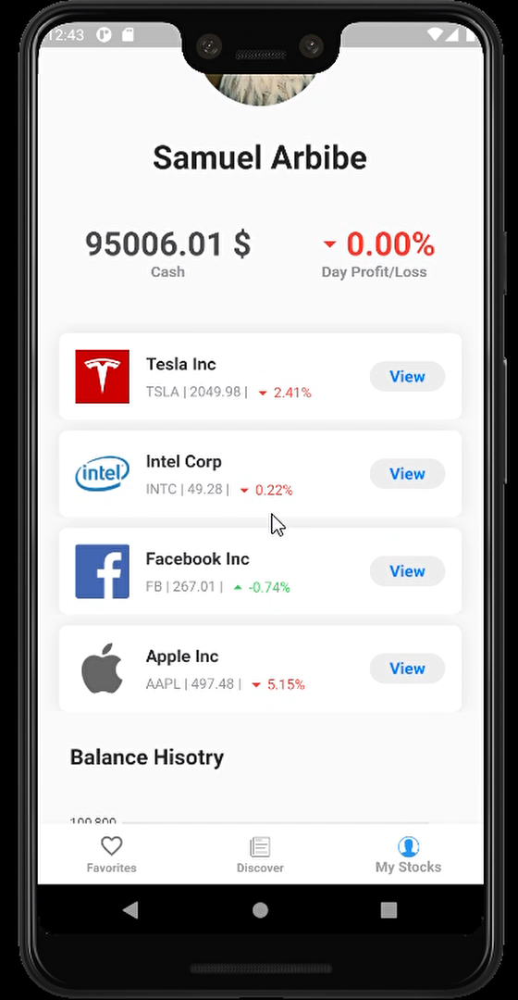 12:43
Samuel Arbibe
95006.01 $
0.00%
Cash
Day Profit/Loss
Tesla Inc
TSLA | 2049.98 |
2.41%
View
intel
Intel Corp
INTC | 49.28 |
0.22%
View
f
Facebook Inc
FB | 267.01 |
-0.74%
View
Apple Inc
AAPL | 497.48 |
5.15%
View
Balance Hisotry
100,800
Favorites
Discover
My Stocks